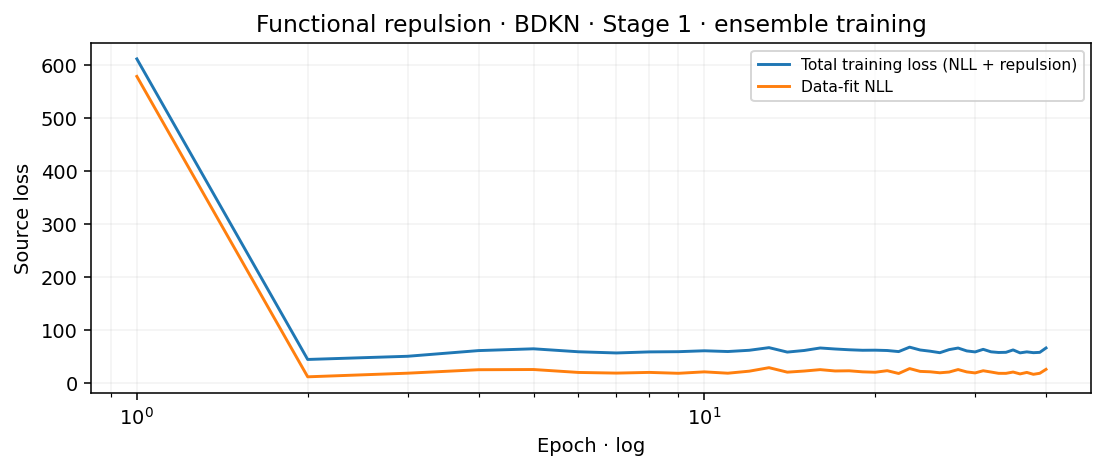 Functional repulsion · BDKN · Stage 1 · ensemble training
Total training loss (NLL + repulsion)
Data-fit NLL
Source loss
600
500
400
300
200
100
0
10⁰
10¹
Epoch · log